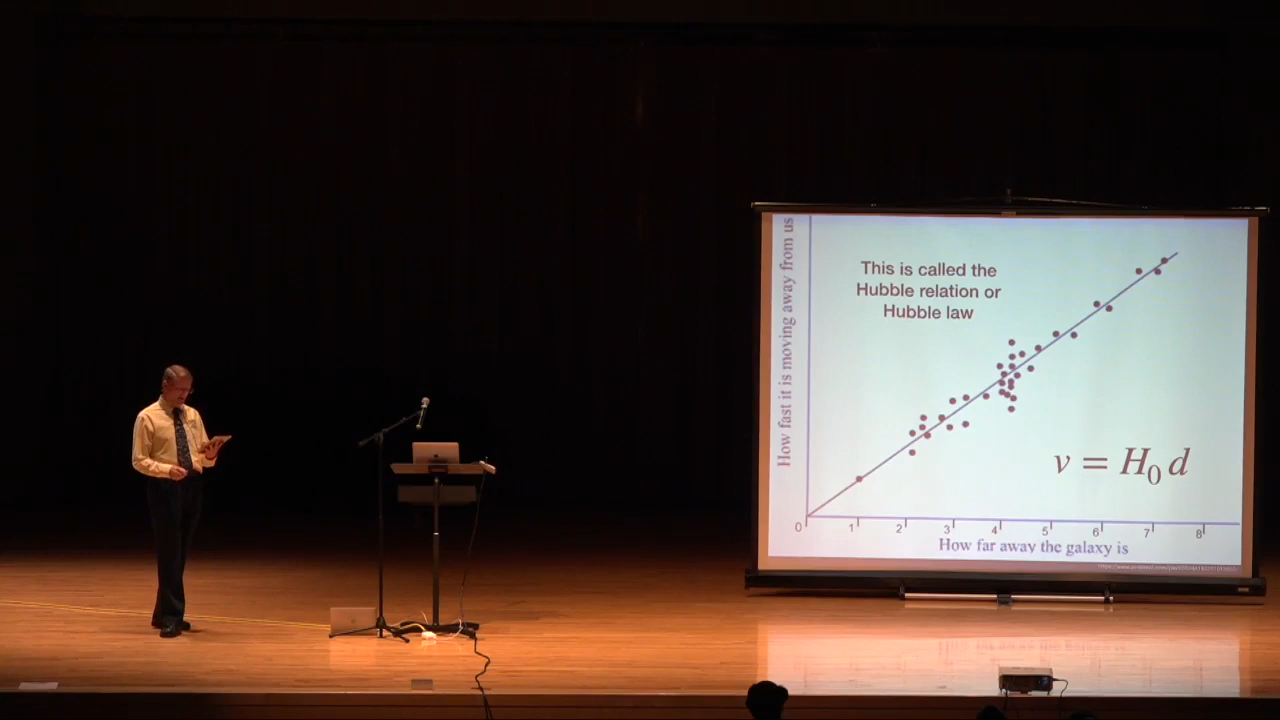 How fast it is moving away from us
This is called the
Hubble relation or
Hubble law
v = H₀ d
0 1 2 3 4 5 6 7 8
How far away the galaxy is